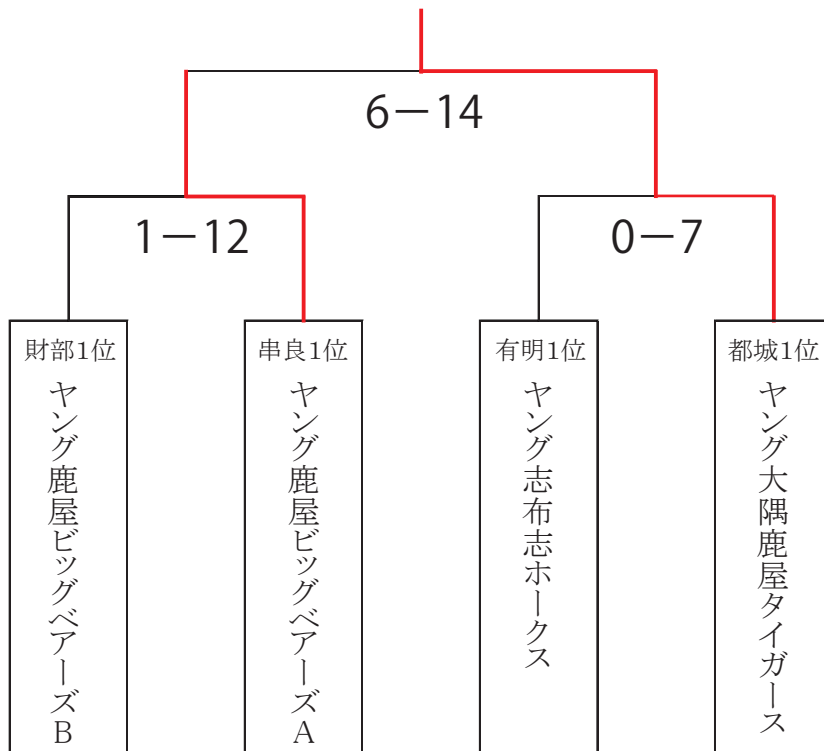 6－14
1－12
0－7
財部1位
ヤング鹿屋ビッグベアーズB
串良1位
ヤング鹿屋ビッグベアーズA
有明1位
ヤング志布志ホークス
都城1位
ヤング大隅鹿屋タイガース